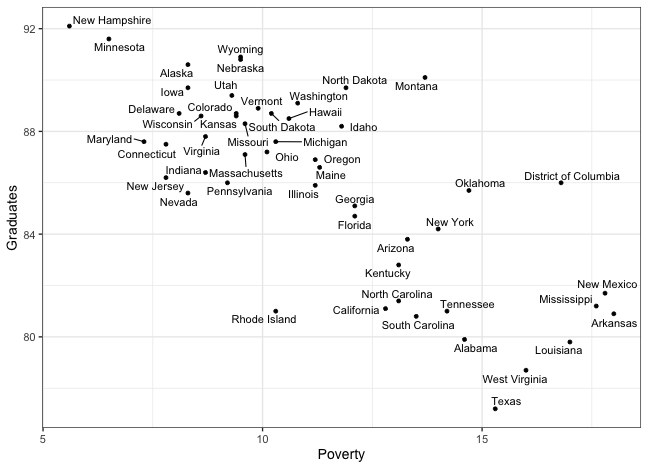 New Hampshire
Minnesota
Wyoming
Alaska
Nebraska
Iowa
Utah
North Dakota
Montana
Delaware
Colorado
Vermont
Washington
Hawaii
Wisconsin
Kansas
South Dakota
Idaho
Maryland
Missouri
Michigan
Connecticut
Virginia
Ohio
Oregon
Indiana
Massachusetts
Maine
New Jersey
Pennsylvania
Illinois
Oklahoma
District of Columbia
Nevada
Georgia
Florida
New York
Arizona
Kentucky
New Mexico
North Carolina
Mississippi
Rhode Island
California
Tennessee
South Carolina
Arkansas
Alabama
Louisiana
West Virginia
Texas
92
88
84
80
Graduates
5
10
15
Poverty